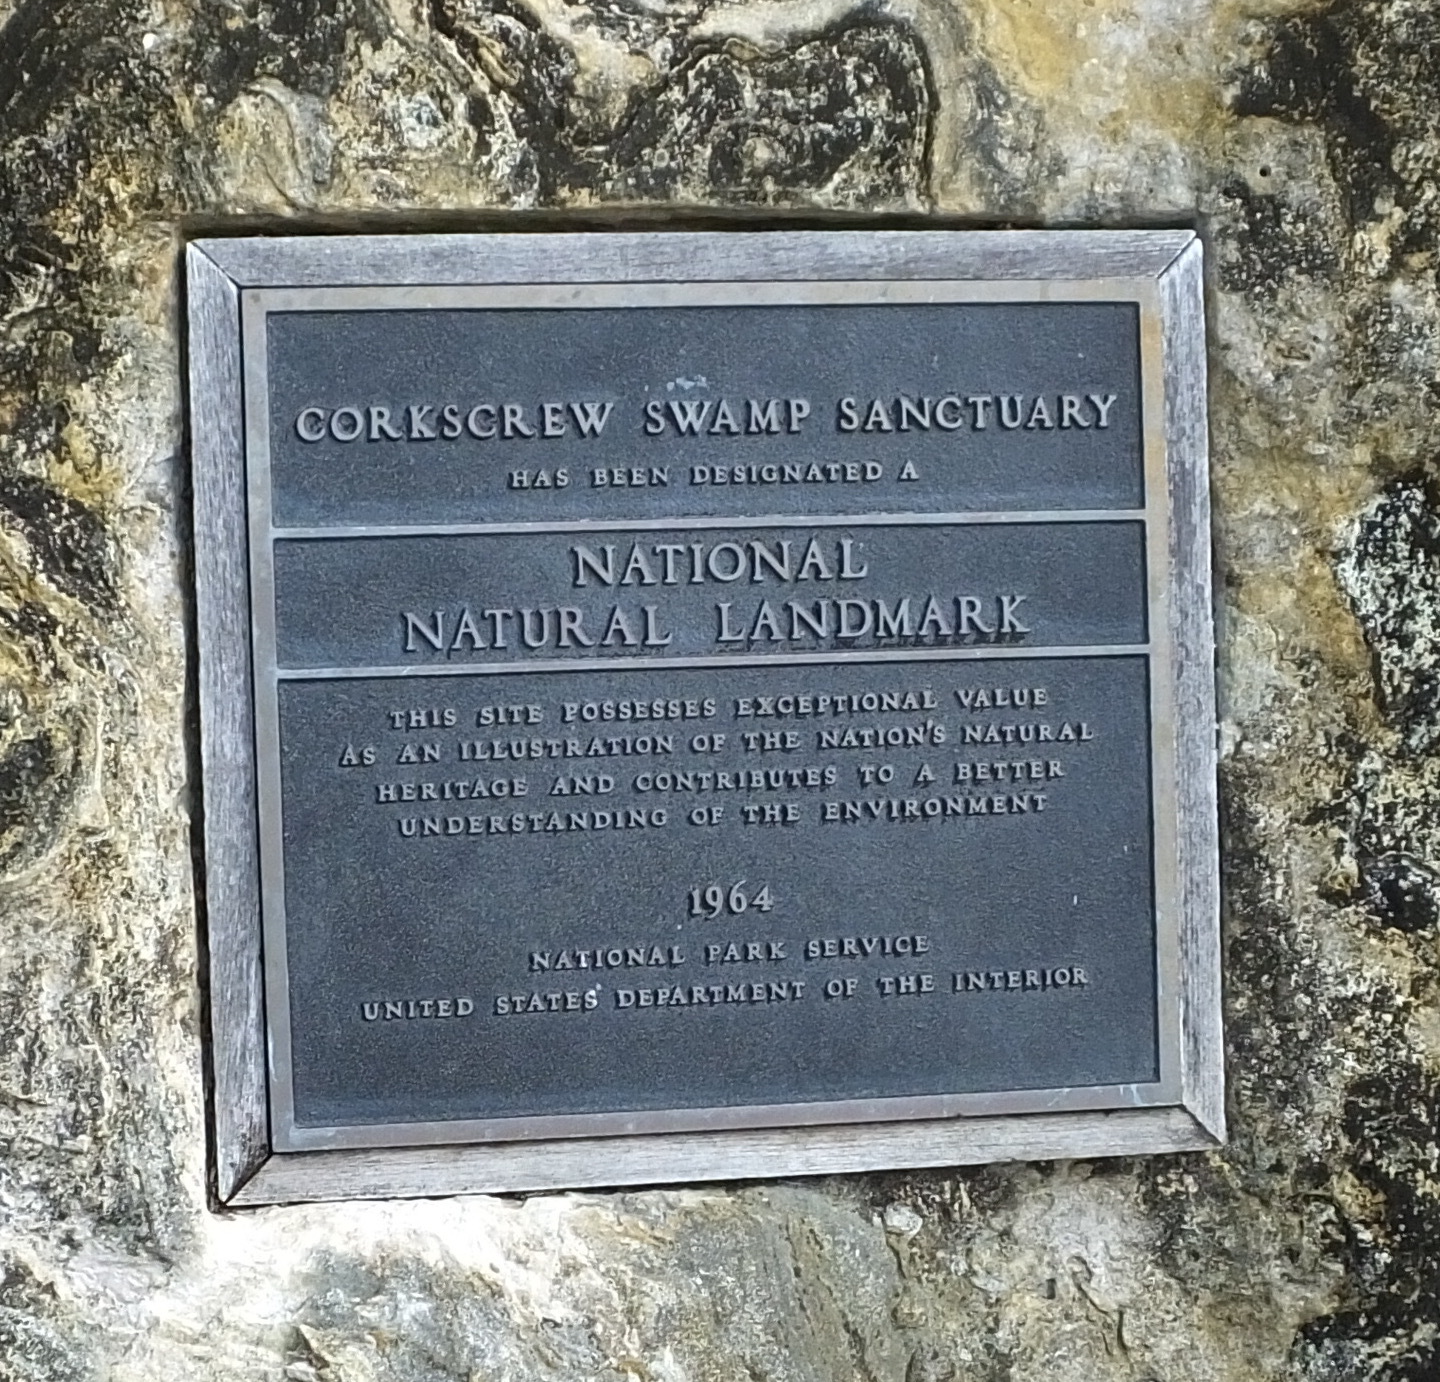 CORKSCREW SWAMP SANCTUARY
HAS BEEN DESIGNATED A
NATIONAL
NATURAL LANDMARK
THIS SITE POSSESSES EXCEPTIONAL VALUE
AS AN ILLUSTRATION OF THE NATION'S NATURAL
HERITAGE AND CONTRIBUTES TO A BETTER
UNDERSTANDING OF THE ENVIRONMENT
1964
NATIONAL PARK SERVICE
UNITED STATES DEPARTMENT OF THE INTERIOR